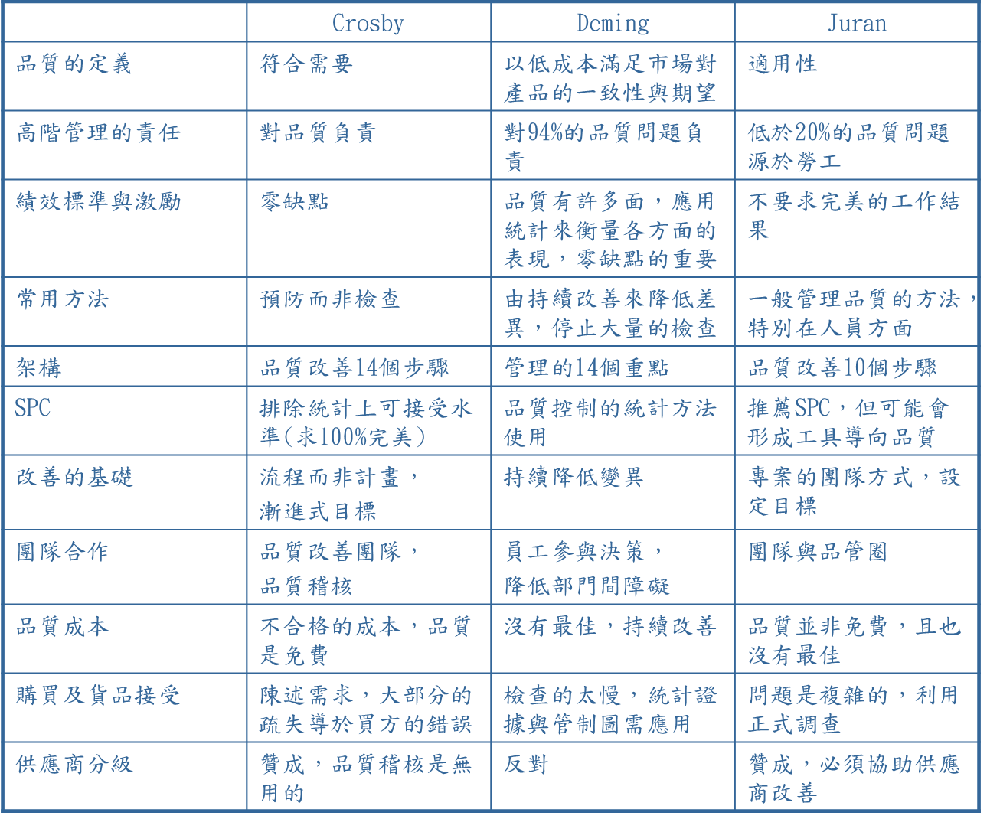 Crosby Deming Juran
品質的定義 符合需要 以低成本滿足市場對 適用性
產品的一致性與期望
高階管理的責任 對品質負責 對94%的品質問題負 低於20%的品質問題
責 源於勞工
績效標準與激勵 零缺點 品質有許多面，應用 不要求完美的工作結
統計來衡量各方面的 果
表現，零缺點的重要
常用方法 預防而非檢查 由持續改善來降低差 一般管理品質的方法，
異，停止大量的檢查 特別在人員方面
架構 品質改善14個步驟 管理的14個重點 品質改善10個步驟
SPC 排除統計上可接受水 品質控制的統計方法 推薦SPC，但可能會
準(求100%完美) 使用 形成工具導向品質
改善的基礎 流程而非計畫， 持續降低變異 專案的團隊方式，設
漸進式目標 定目標
團隊合作 品質改善團隊， 員工參與決策， 團隊與品管圈
品質稽核 降低部門間障礙
品質成本 不合格的成本，品質 沒有最佳，持續改善 品質並非免費，且也
是免費 沒有最佳
購買及貨品接受 陳述需求，大部分的 檢查的太慢，統計證 問題是複雜的，利用
疏失導於買方的錯誤 據與管制圖需應用 正式調查
供應商分級 贊成，品質稽核是無 反對 贊成，必須協助供應
用的 商改善